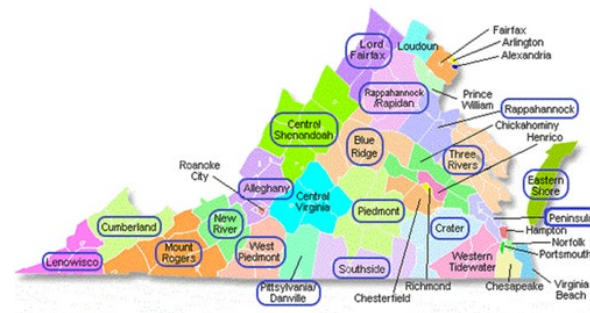 Fairfax
Arlington
Alexandria
Lord
Fairfax
Loudoun
Rappahannock
/Rapidan
Prince
William
Rappahannock
Chickahominy
Henrico
Central
Shenandoah
Blue
Ridge
Three
Rivers
Roanoke
City
Alleghany
Central
Virginia
Eastern
Shore
Piedmont
Peninsula
Cumberland
New
River
Crater
Hampton
Norfolk
Portsmouth
Lenowisco
Mount
Rogers
West
Piedmont
Southside
Western
Tidewater
Pittsylvania/
Danville
Chesterfield
Richmond
Chesapeake
Virginia
Beach